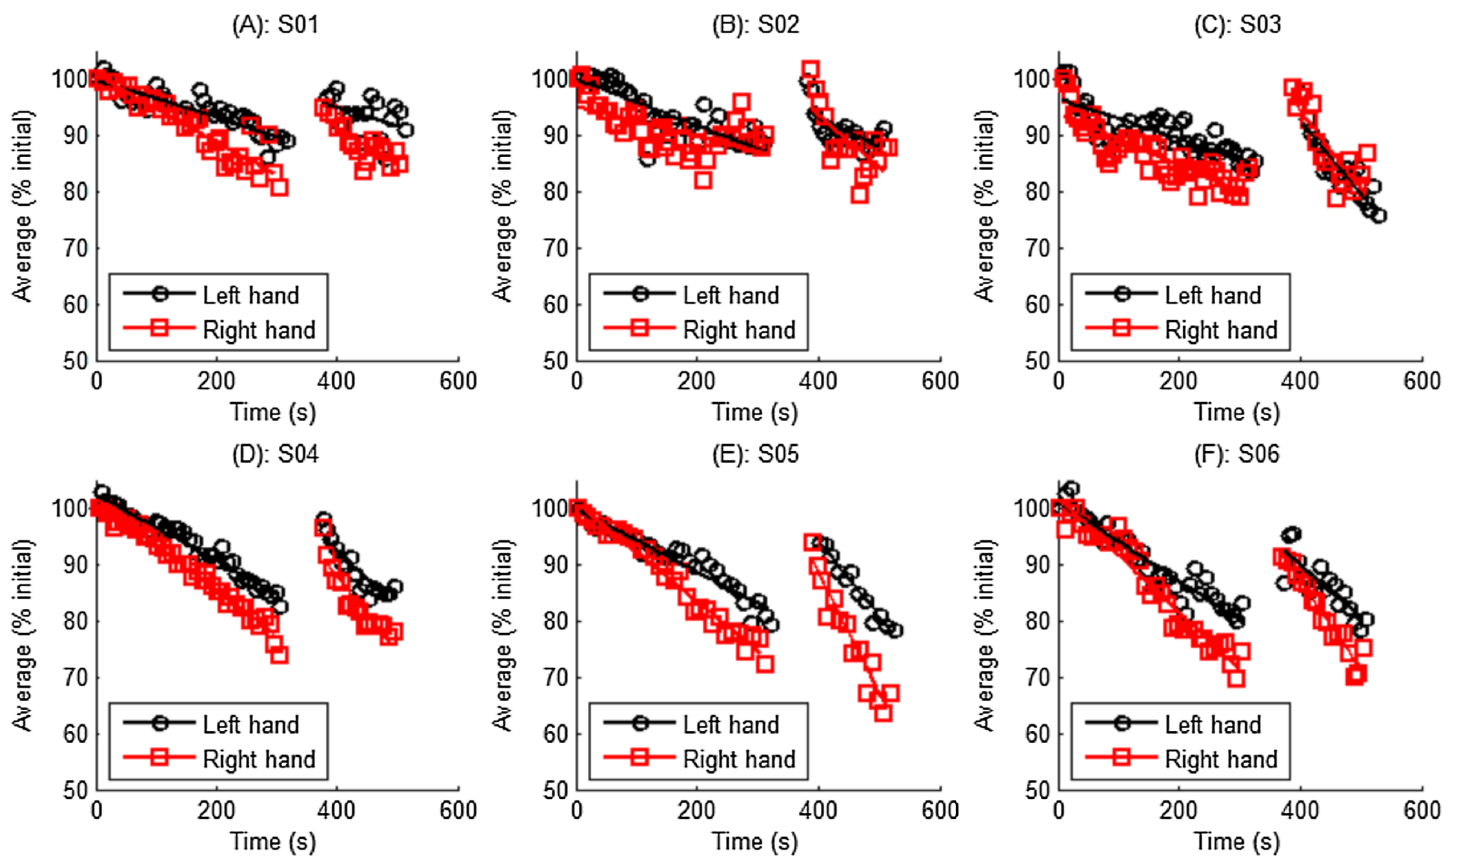 (A): S01
Average (% initial)
100
90
80
70
60
50
0
200
400
600
Time (s)
Left hand
Right hand
(B): S02
Average (% initial)
100
90
80
70
60
50
0
200
400
600
Time (s)
Left hand
Right hand
(C): S03
Average (% initial)
100
90
80
70
60
50
0
200
400
600
Time (s)
Left hand
Right hand
(D): S04
Average (% initial)
100
90
80
70
60
50
0
200
400
600
Time (s)
Left hand
Right hand
(E): S05
Average (% initial)
100
90
80
70
60
50
0
200
400
600
Time (s)
Left hand
Right hand
(F): S06
Average (% initial)
100
90
80
70
60
50
0
200
400
600
Time (s)
Left hand
Right hand